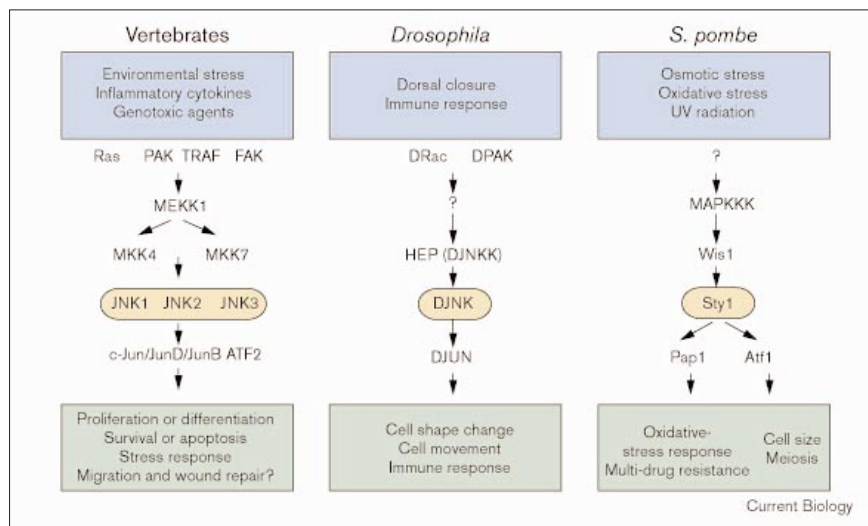 Vertebrates
Environmental stress
Inflammatory cytokines
Genotoxic agents
Ras PAK TRAF FAK
MEKK1
MKK4 MKK7
JNK1 JNK2 JNK3
c-Jun/JunD/JunB ATF2
Proliferation or differentiation
Survival or apoptosis
Stress response
Migration and wound repair?
Drosophila
Dorsal closure
Immune response
DRac DPAK
?
HEP (DJNKK)
DJNK
DJUN
Cell shape change
Cell movement
Immune response
S. pombe
Osmotic stress
Oxidative stress
UV radiation
?
MAPKKK
Wis1
Sty1
Pap1 Atf1
Oxidative-
stress response
Multi-drug resistance
Cell size
Meiosis
Current Biology